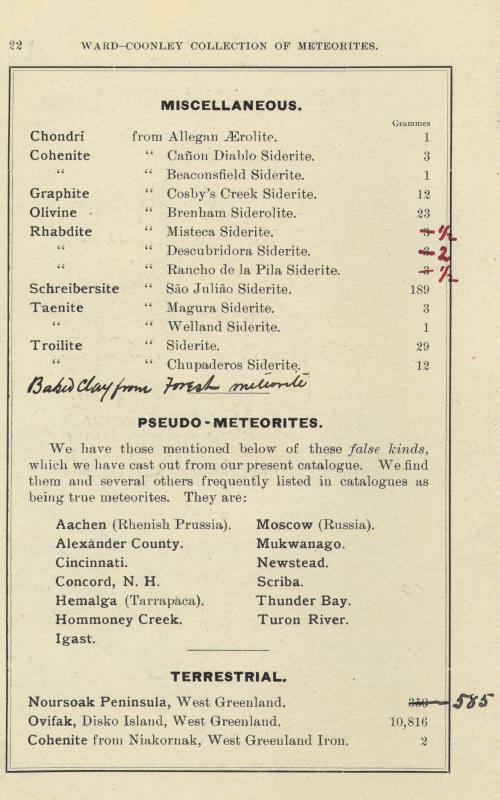 22 WARD–COONLEY COLLECTION OF METEORITES.
MISCELLANEOUS.
Grammes
Chondri from Allegan Ærolite. 1
Cohenite “ Cañon Diablo Siderite. 3
“ “ Beaconsfield Siderite. 1
Graphite “ Cosby's Creek Siderite. 12
Olivine “ Brenham Siderolite. 23
Rhabdite “ Misteca Siderite. 3 ½
“ “ Descubridora Siderite. 2
“ “ Rancho de la Pila Siderite. 3 ½
Schreibersite “ São Julião Siderite. 189
Taenite “ Magura Siderite. 3
“ “ Welland Siderite. 1
Troilite “ Siderite. 29
“ “ Chupaderos Siderite. 12
Baked Clay from Forest meteorite
PSEUDO-METEORITES.
We have those mentioned below of these false kinds,
which we have cast out from our present catalogue. We find
them and several others frequently listed in catalogues as
being true meteorites. They are:
Aachen (Rhenish Prussia). Moscow (Russia).
Alexander County. Mukwanago.
Cincinnati. Newstead.
Concord, N. H. Scriba.
Hemalga (Tarrapaca). Thunder Bay.
Hommoney Creek. Turon River.
Igast.
TERRESTRIAL.
Noursoak Peninsula, West Greenland. 350 585
Ovifak, Disko Island, West Greenland. 10,816
Cohenite from Niakornak, West Greenland Iron. 2